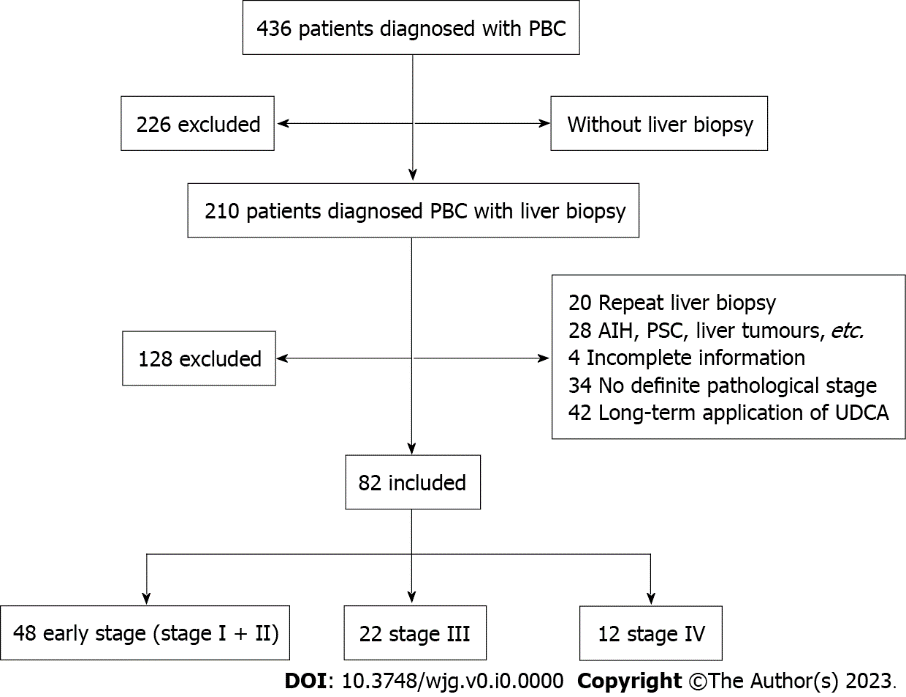 436 patients diagnosed with PBC
226 excluded
Without liver biopsy
210 patients diagnosed PBC with liver biopsy
128 excluded
20 Repeat liver biopsy
28 AIH, PSC, liver tumours, etc.
4 Incomplete information
34 No definite pathological stage
42 Long-term application of UDCA
82 included
48 early stage (stage I + II)
22 stage III
12 stage IV
DOI: 10.3748/wjg.v0.i0.0000 Copyright ©The Author(s) 2023.